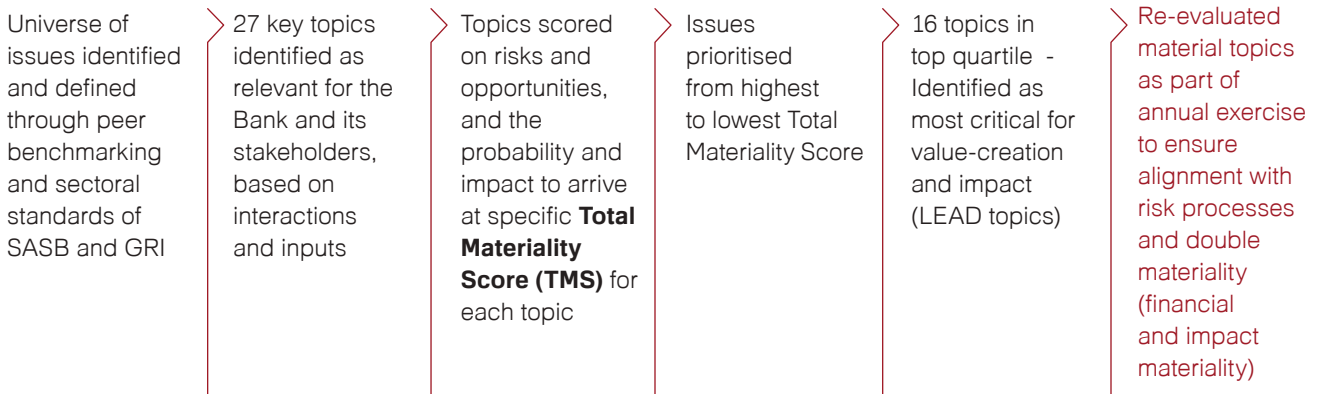 Universe of
issues identified
and defined
through peer
benchmarking
and sectoral
standards of
SASB and GRI
27 key topics
identified as
relevant for the
Bank and its
stakeholders,
based on
interactions
and inputs
Topics scored
on risks and
opportunities,
and the
probability and
impact to arrive
at specific Total
Materiality
Score (TMS) for
each topic
Issues
prioritised
from highest
to lowest Total
Materiality Score
16 topics in
top quartile -
Identified as
most critical for
value-creation
and impact
(LEAD topics)
Re-evaluated
material topics
as part of
annual exercise
to ensure
alignment with
risk processes
and double
materiality
(financial
and impact
materiality)